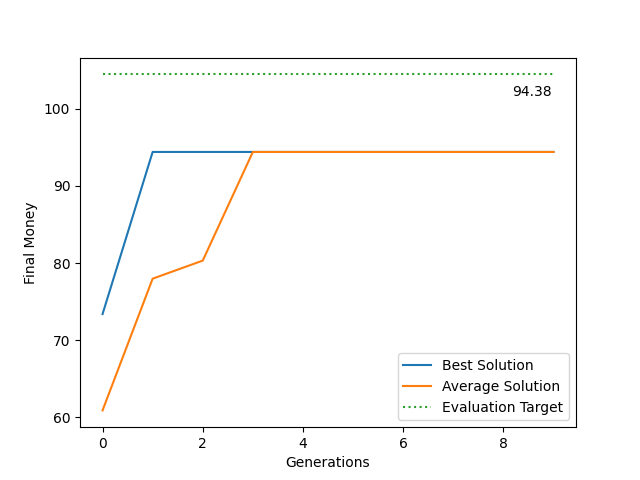 94.38
100
90
80
70
60
Final Money
0
2
4
6
8
Generations
Best Solution
Average Solution
Evaluation Target